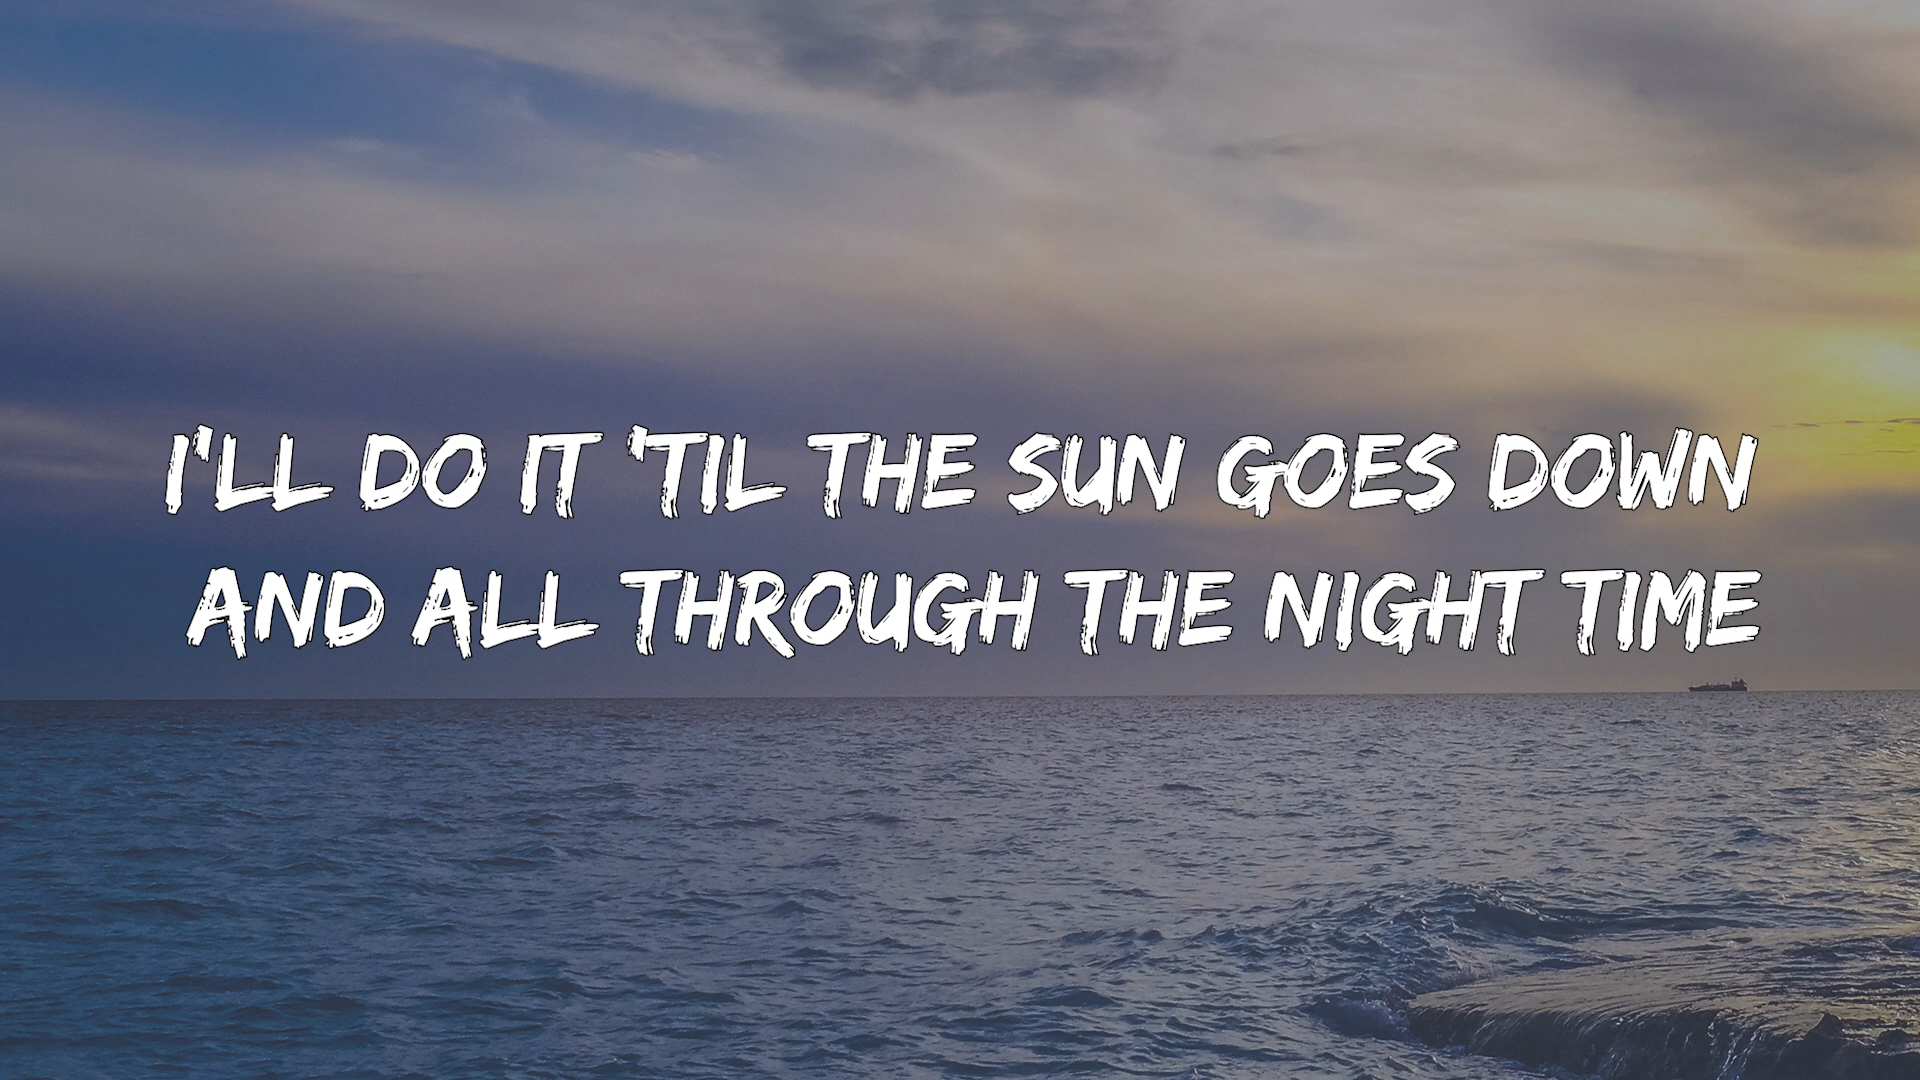 I'LL DO IT 'TIL THE SUN GOES DOWN
AND ALL THROUGH THE NIGHT TIME